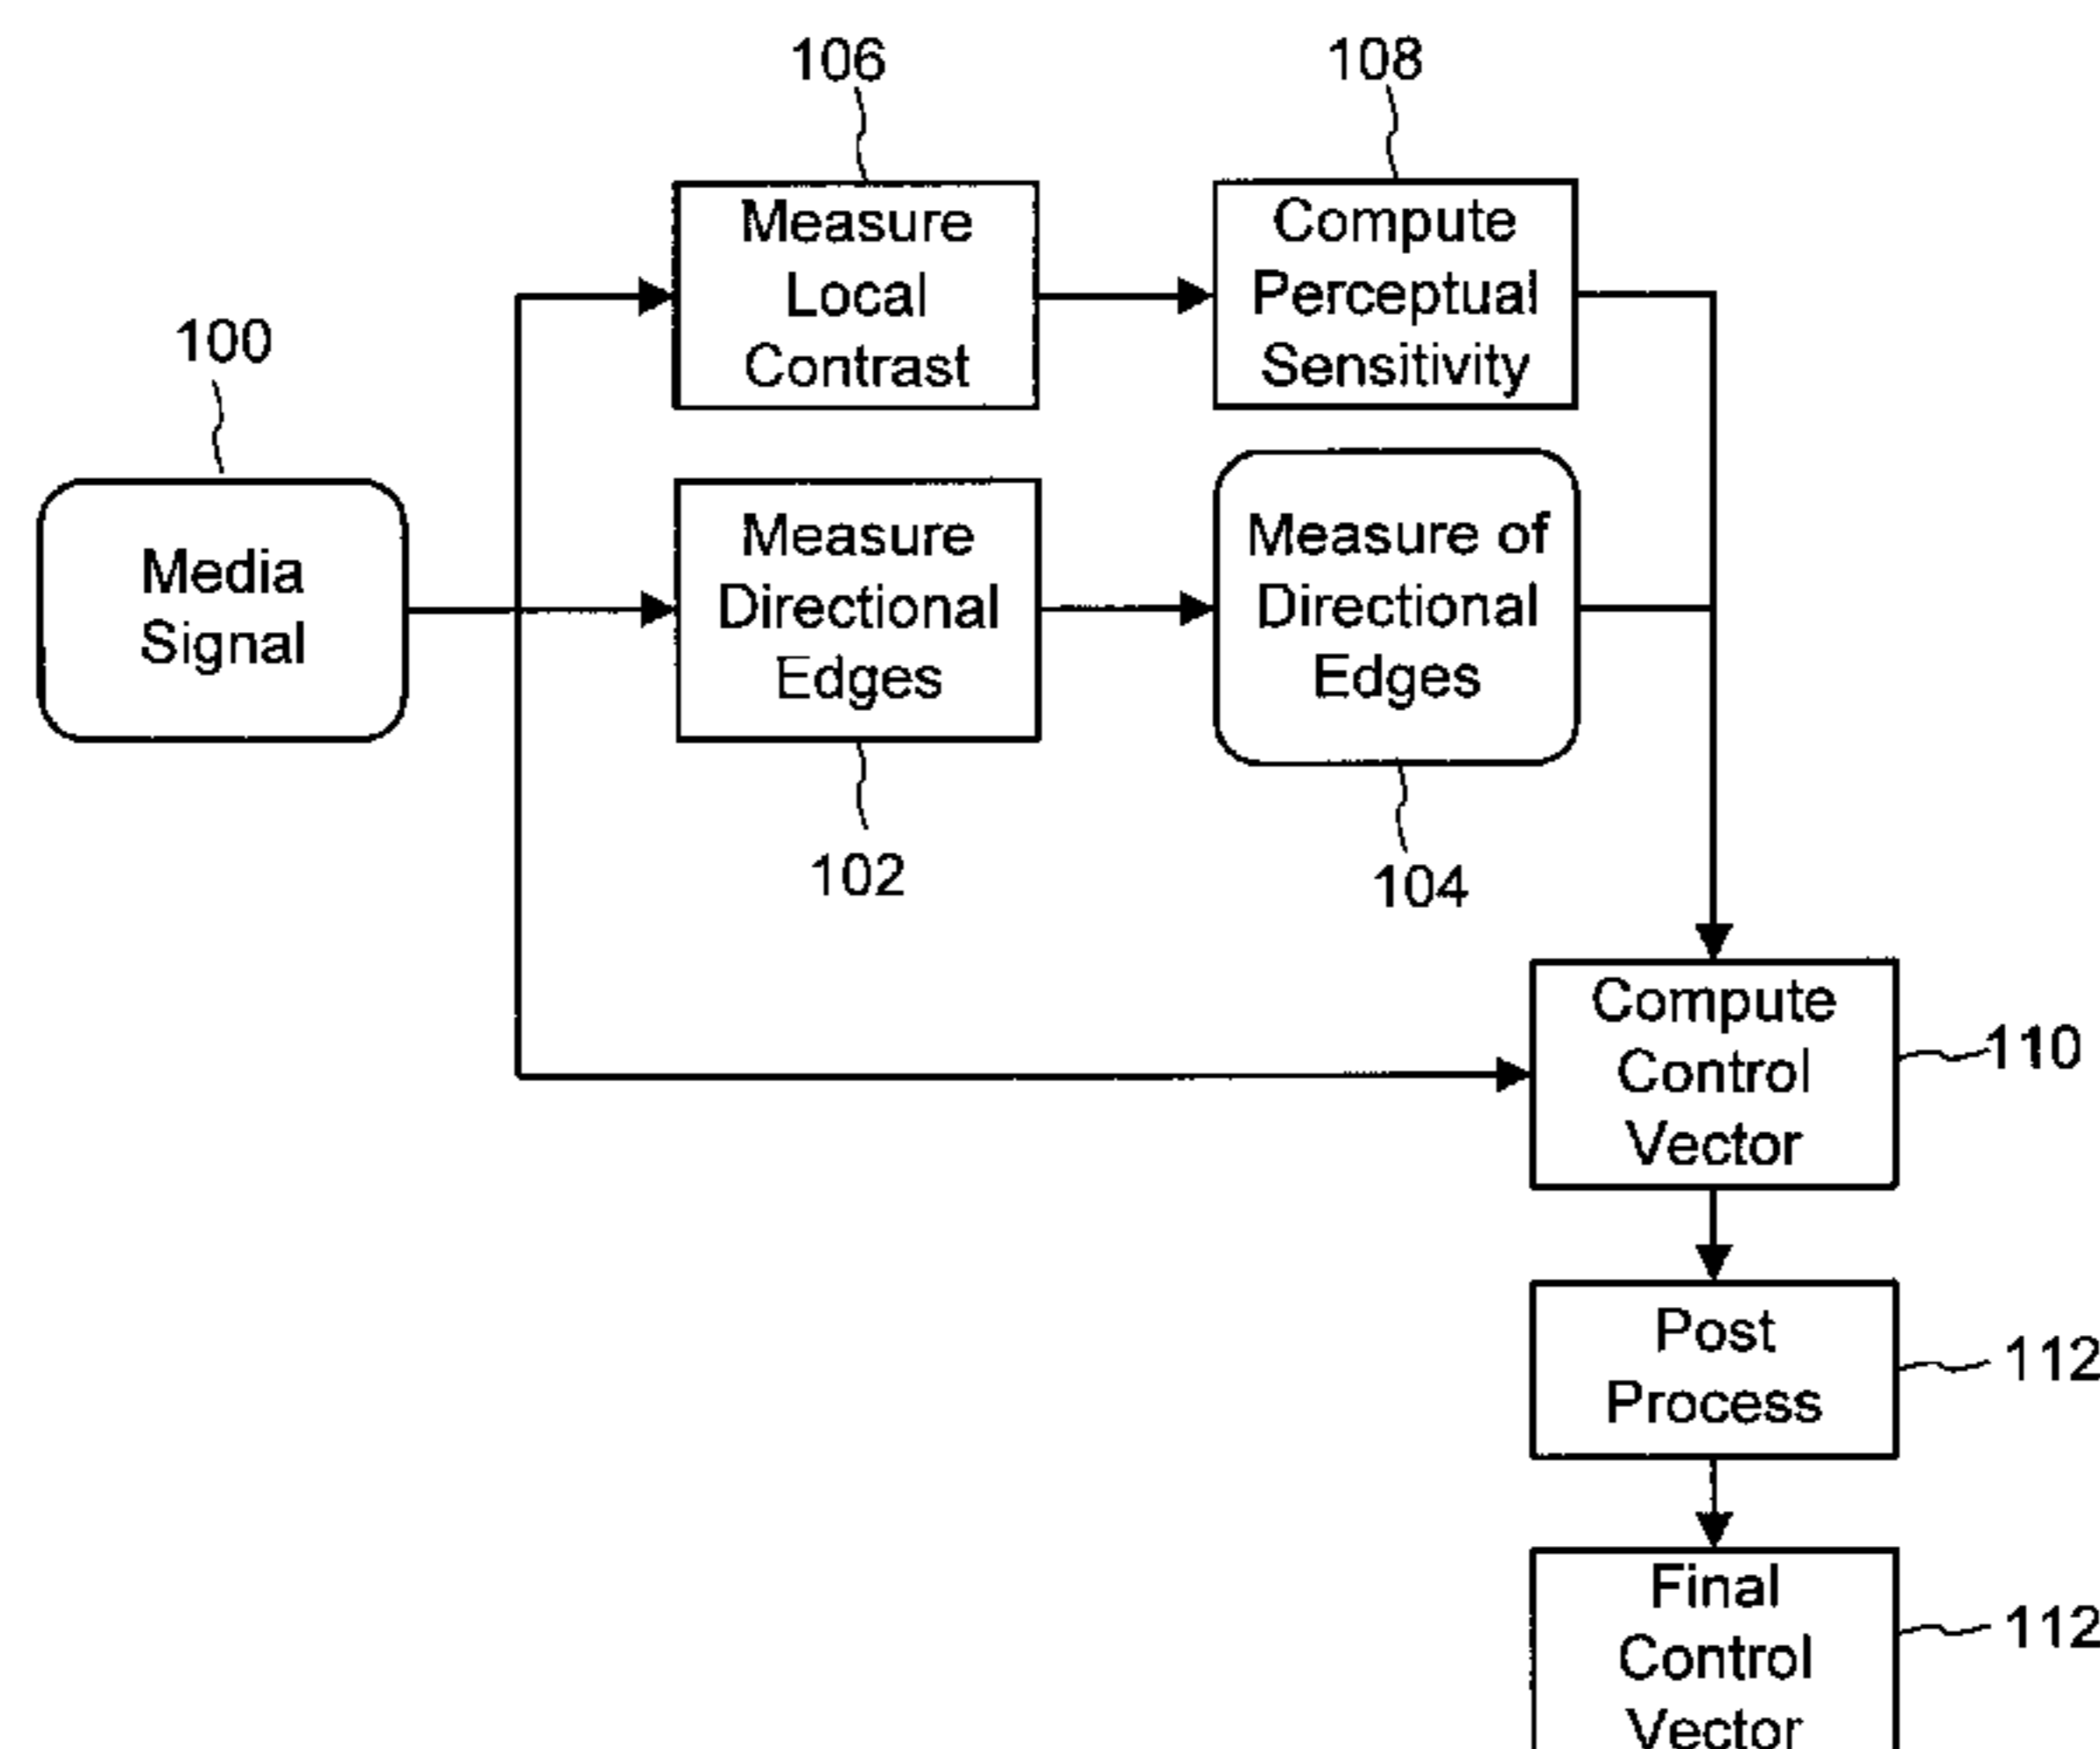 106
108
Measure
Local
Contrast
Compute
Perceptual
Sensitivity
100
Media
Signal
Measure
Directional
Edges
Measure of
Directional
Edges
102
104
Compute
Control
Vector
110
Post
Process
112
Final
Control
Vector
112